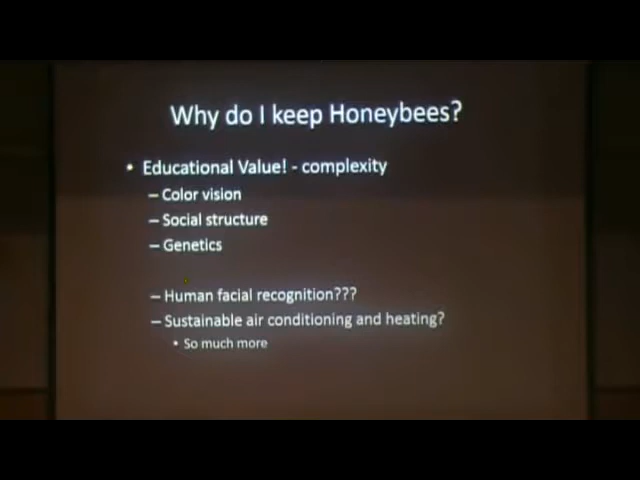 Why do I keep Honeybees?
• Educational Value! - complexity
– Color vision
– Social structure
– Genetics
– Human facial recognition???
– Sustainable air conditioning and heating?
• So much more